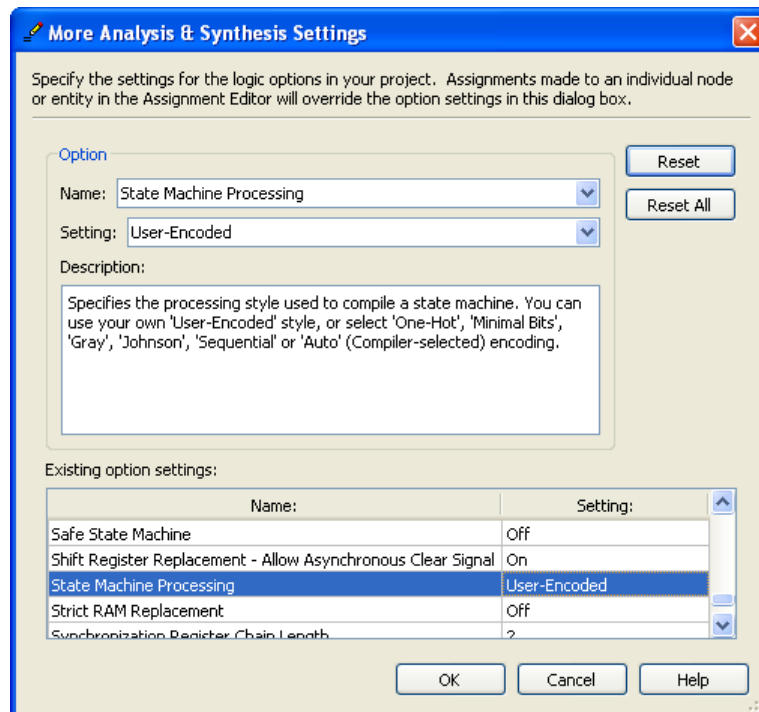 More Analysis & Synthesis Settings
Specify the settings for the logic options in your project. Assignments made to an individual node
or entity in the Assignment Editor will override the option settings in this dialog box.
Option
Name: State Machine Processing
Reset
Setting: User-Encoded
Reset All
Description:
Specifies the processing style used to compile a state machine. You can
use your own 'User-Encoded' style, or select 'One-Hot', 'Minimal Bits',
'Gray', 'Johnson', 'Sequential' or 'Auto' (Compiler-selected) encoding.
Existing option settings:
Name: Setting:
Safe State Machine Off
Shift Register Replacement - Allow Asynchronous Clear Signal On
State Machine Processing User-Encoded
Strict RAM Replacement Off
Synchronization Register Chain Length 2
OK Cancel Help